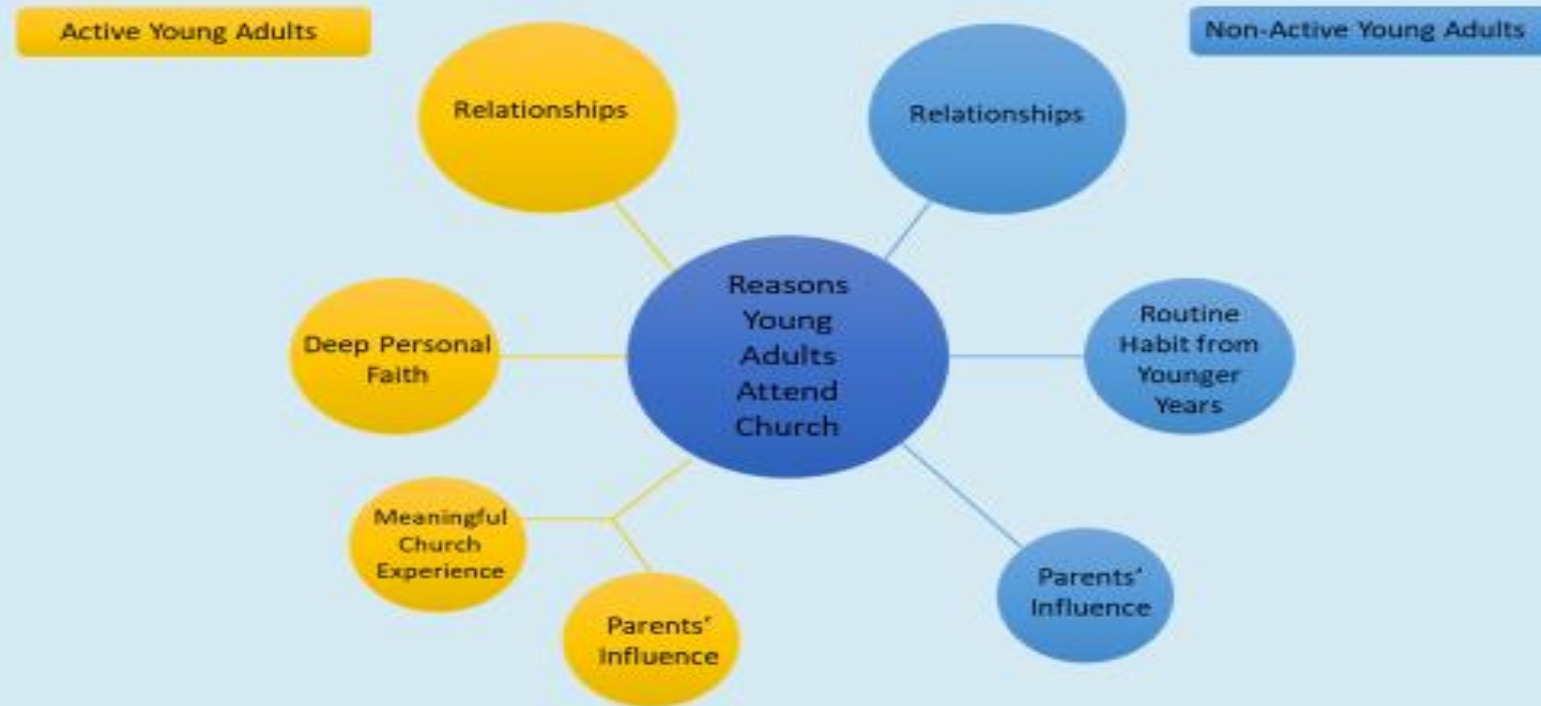 Active Young Adults
Non-Active Young Adults
Relationships
Relationships
Reasons
Young
Adults
Attend
Church
Deep Personal
Faith
Routine
Habit from
Younger
Years
Meaningful
Church
Experience
Parents'
Influence
Parents'
Influence